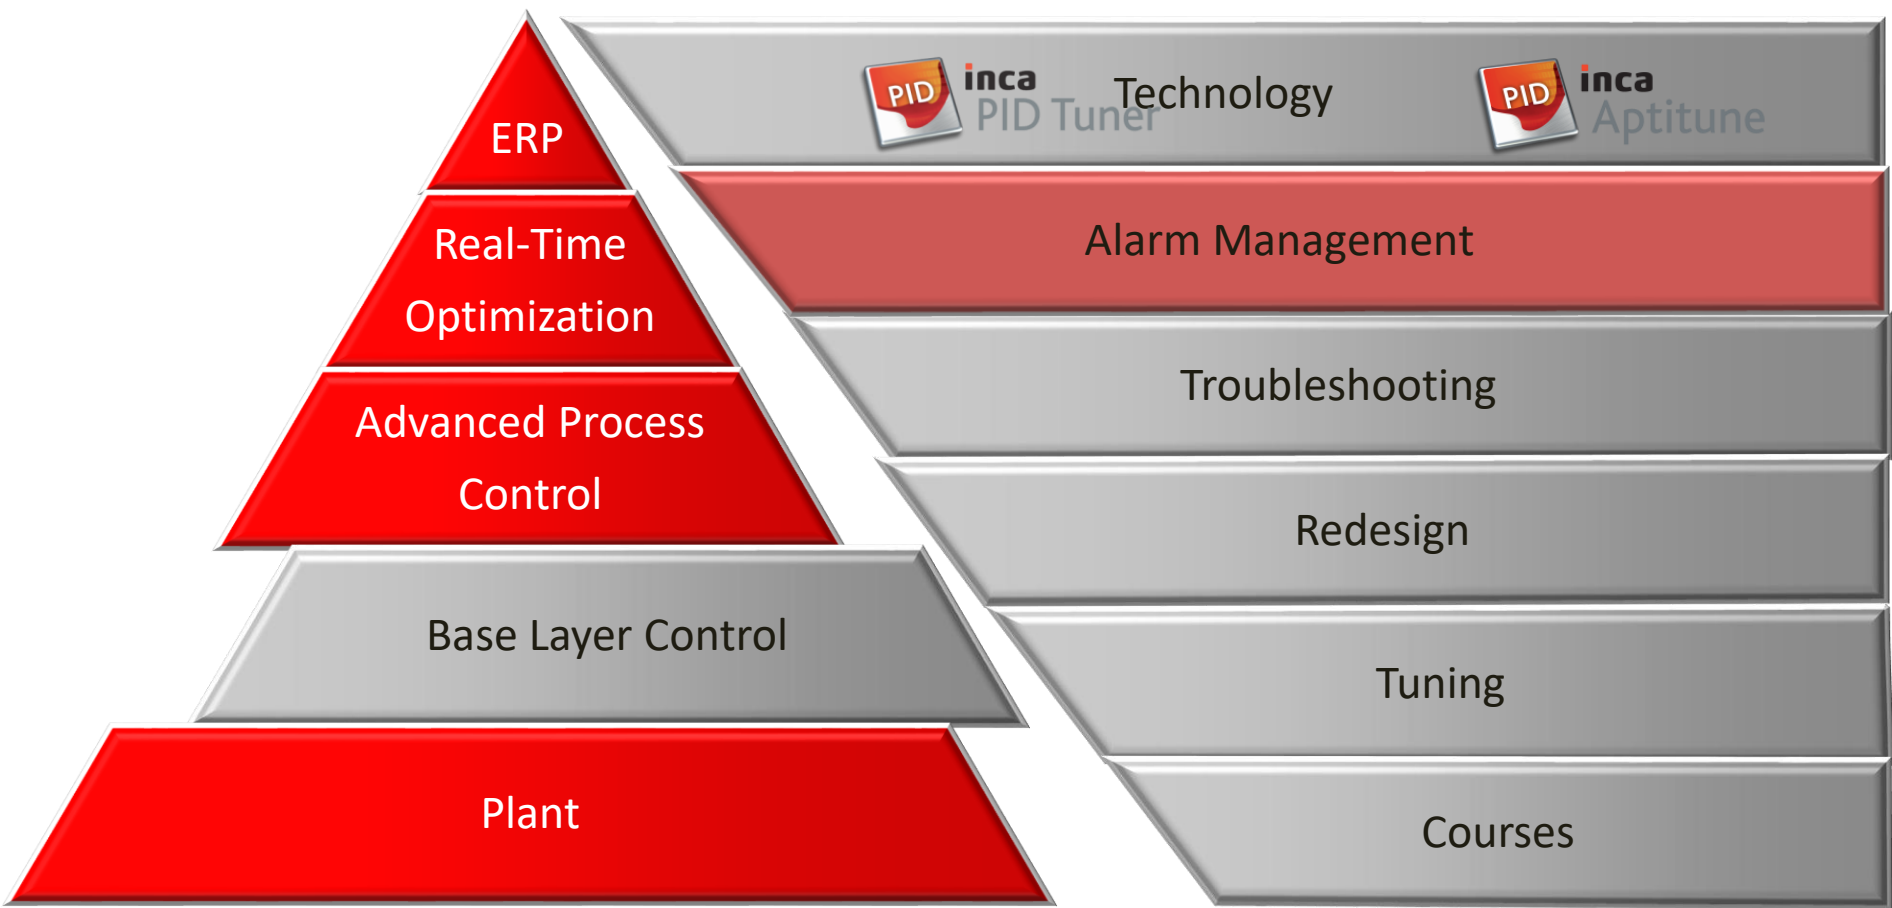 ERP
Real-Time
Optimization
Advanced Process
Control
Base Layer Control
Plant
PID inca
PID Tuner
Technology
PID inca
Aptitune
Alarm Management
Troubleshooting
Redesign
Tuning
Courses